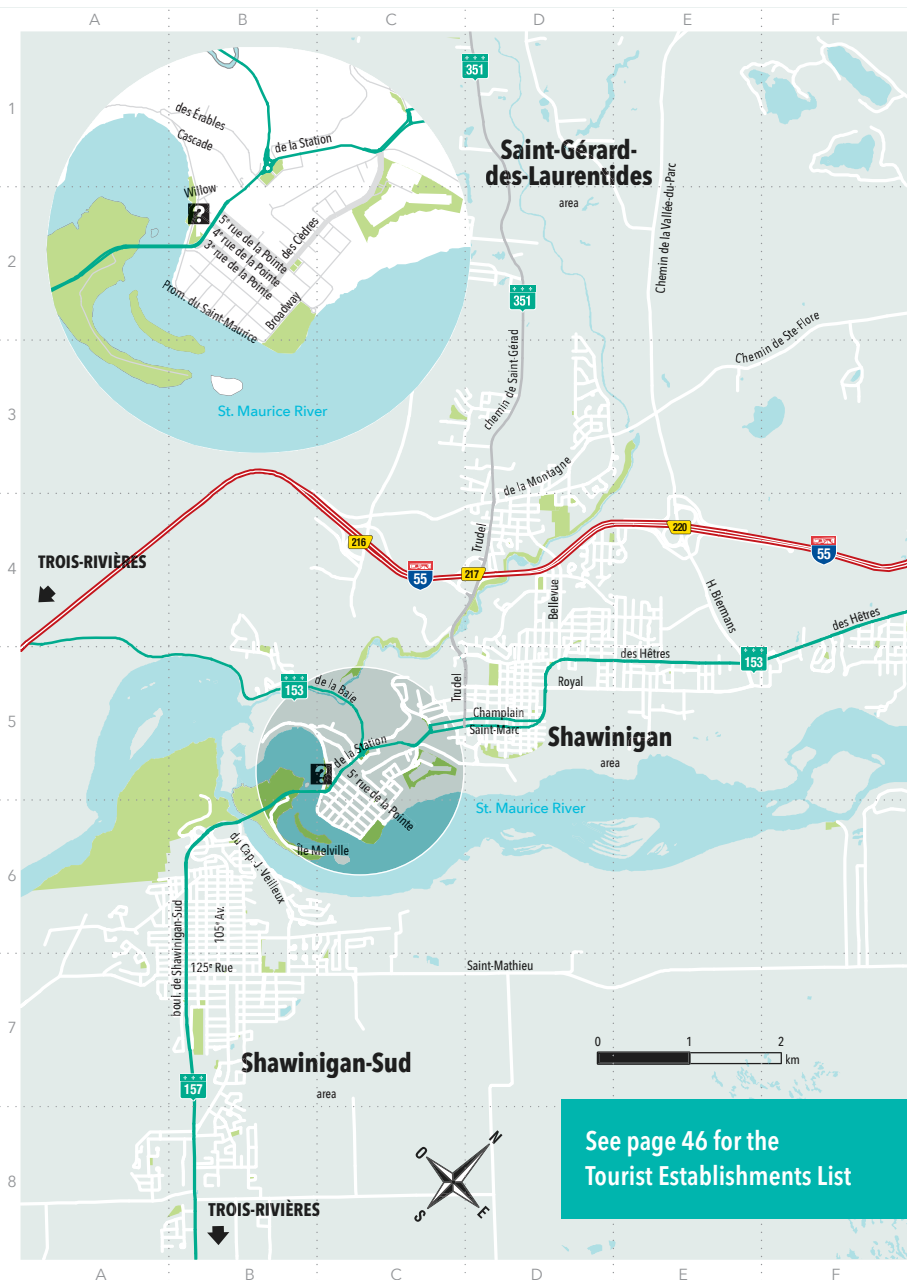 A B C D E F
1
2
3
4
5
6
7
8
351
des Érables
Cascade
de la Station
Saint-Gérard-
des-Laurentides
area
Willow
?
5e rue de la Pointe
4e rue de la Pointe
3e rue de la Pointe
des Cèdres
Chemin de la Vallée-du-Parc
Prom. du Saint-Maurice
Broadway
351
Chemin de Ste-Flore
chemin de Saint-Gérad
St. Maurice River
de la Montagne
216
Trudel
220
55
TROIS-RIVIÈRES
55
217
Bellevue
H. Biermans
des Hêtres
des Hêtres
153
153
de la Baie
Trudel
Royal
Champlain
Saint-Marc
Shawinigan
area
de la Station
?
5e rue de la Pointe
St. Maurice River
Île Melville
du Cap. J. Veilleux
boul. de Shawinigan-Sud
105e Av.
125e Rue
Saint-Mathieu
Shawinigan-Sud
area
0 1 2
km
157
See page 46 for the
Tourist Establishments List
O N
S E
TROIS-RIVIÈRES
A B C D E F